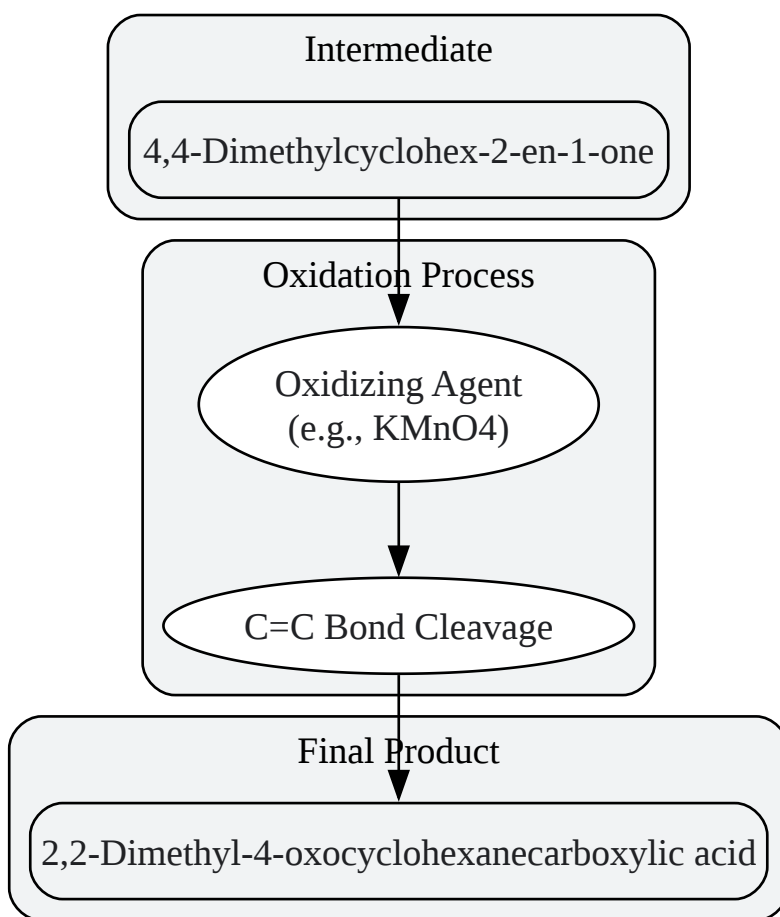 Intermediate
4,4-Dimethylcyclohex-2-en-1-one
Oxidation Process
Oxidizing Agent
(e.g., KMnO4)
C=C Bond Cleavage
Final Product
2,2-Dimethyl-4-oxocyclohexanecarboxylic acid